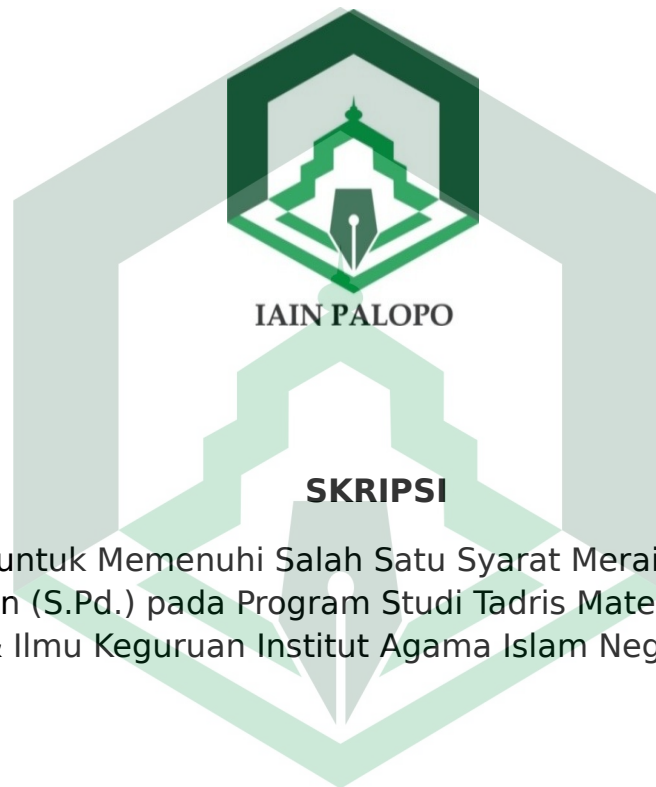 IAIN PALOPO
SKRIPSI
untuk Memenuhi Salah Satu Syarat Merai
n (S.Pd.) pada Program Studi Tadris Mate
Ilmu Keguruan Institut Agama Islam Neg